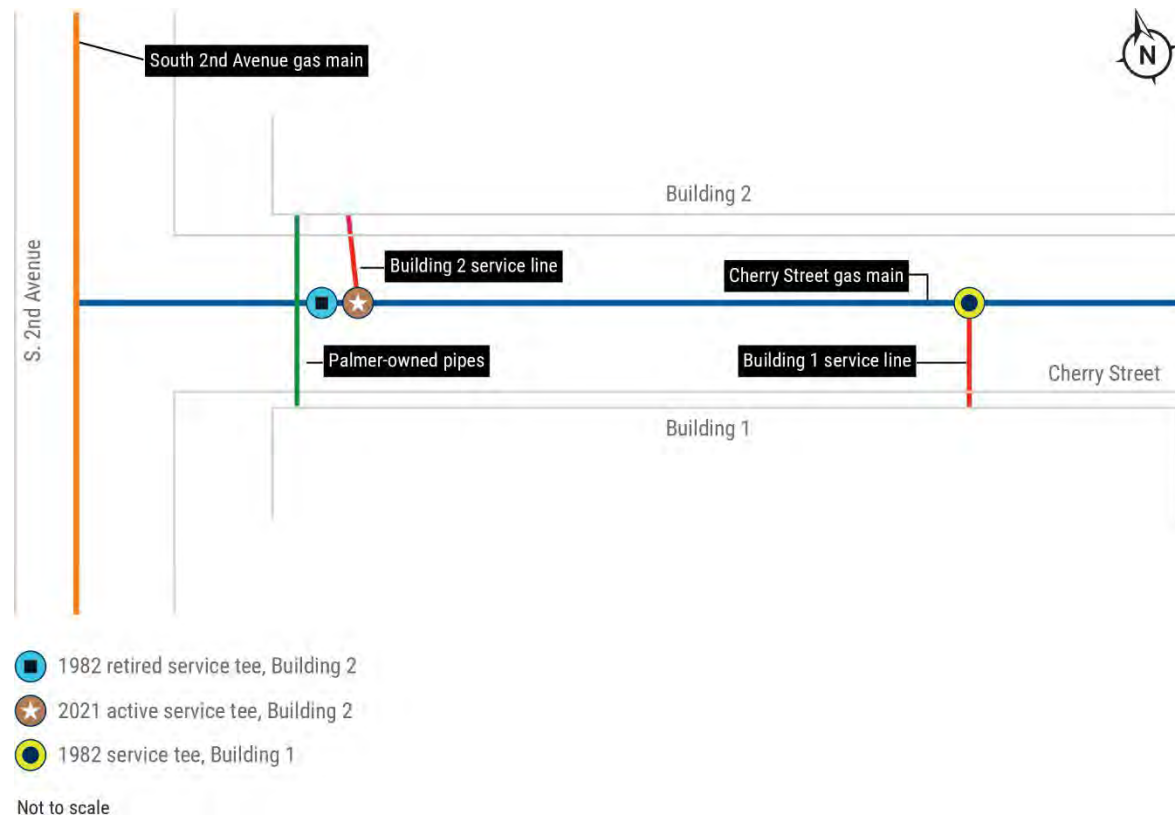 South 2nd Avenue gas main
N
Building 2
Building 2 service line
Cherry Street gas main
S. 2nd Avenue
Palmer-owned pipes
Building 1 service line
Cherry Street
Building 1
1982 retired service tee, Building 2
2021 active service tee, Building 2
1982 service tee, Building 1
Not to scale